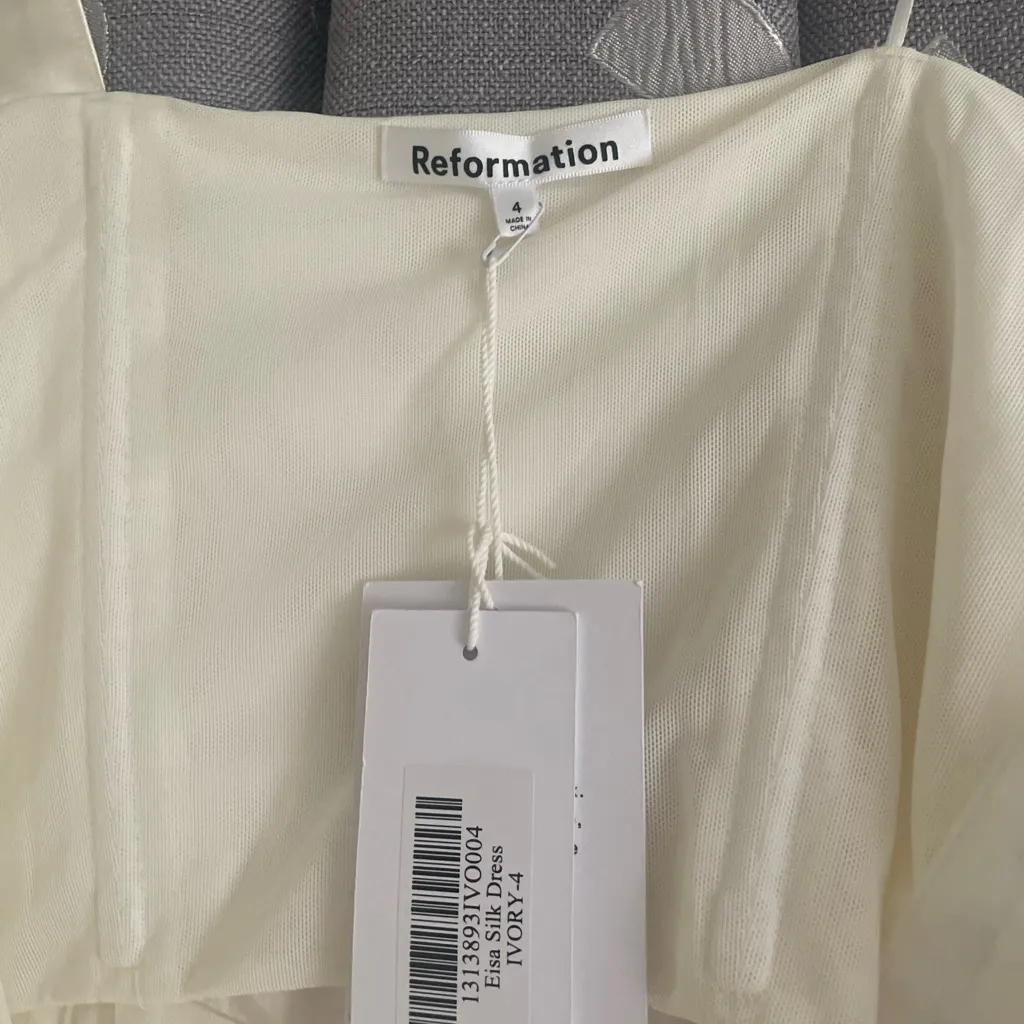 Reformation
4
MADE IN
CHINA
1313893IVO004
Eisa Silk Dress
IVORY-4